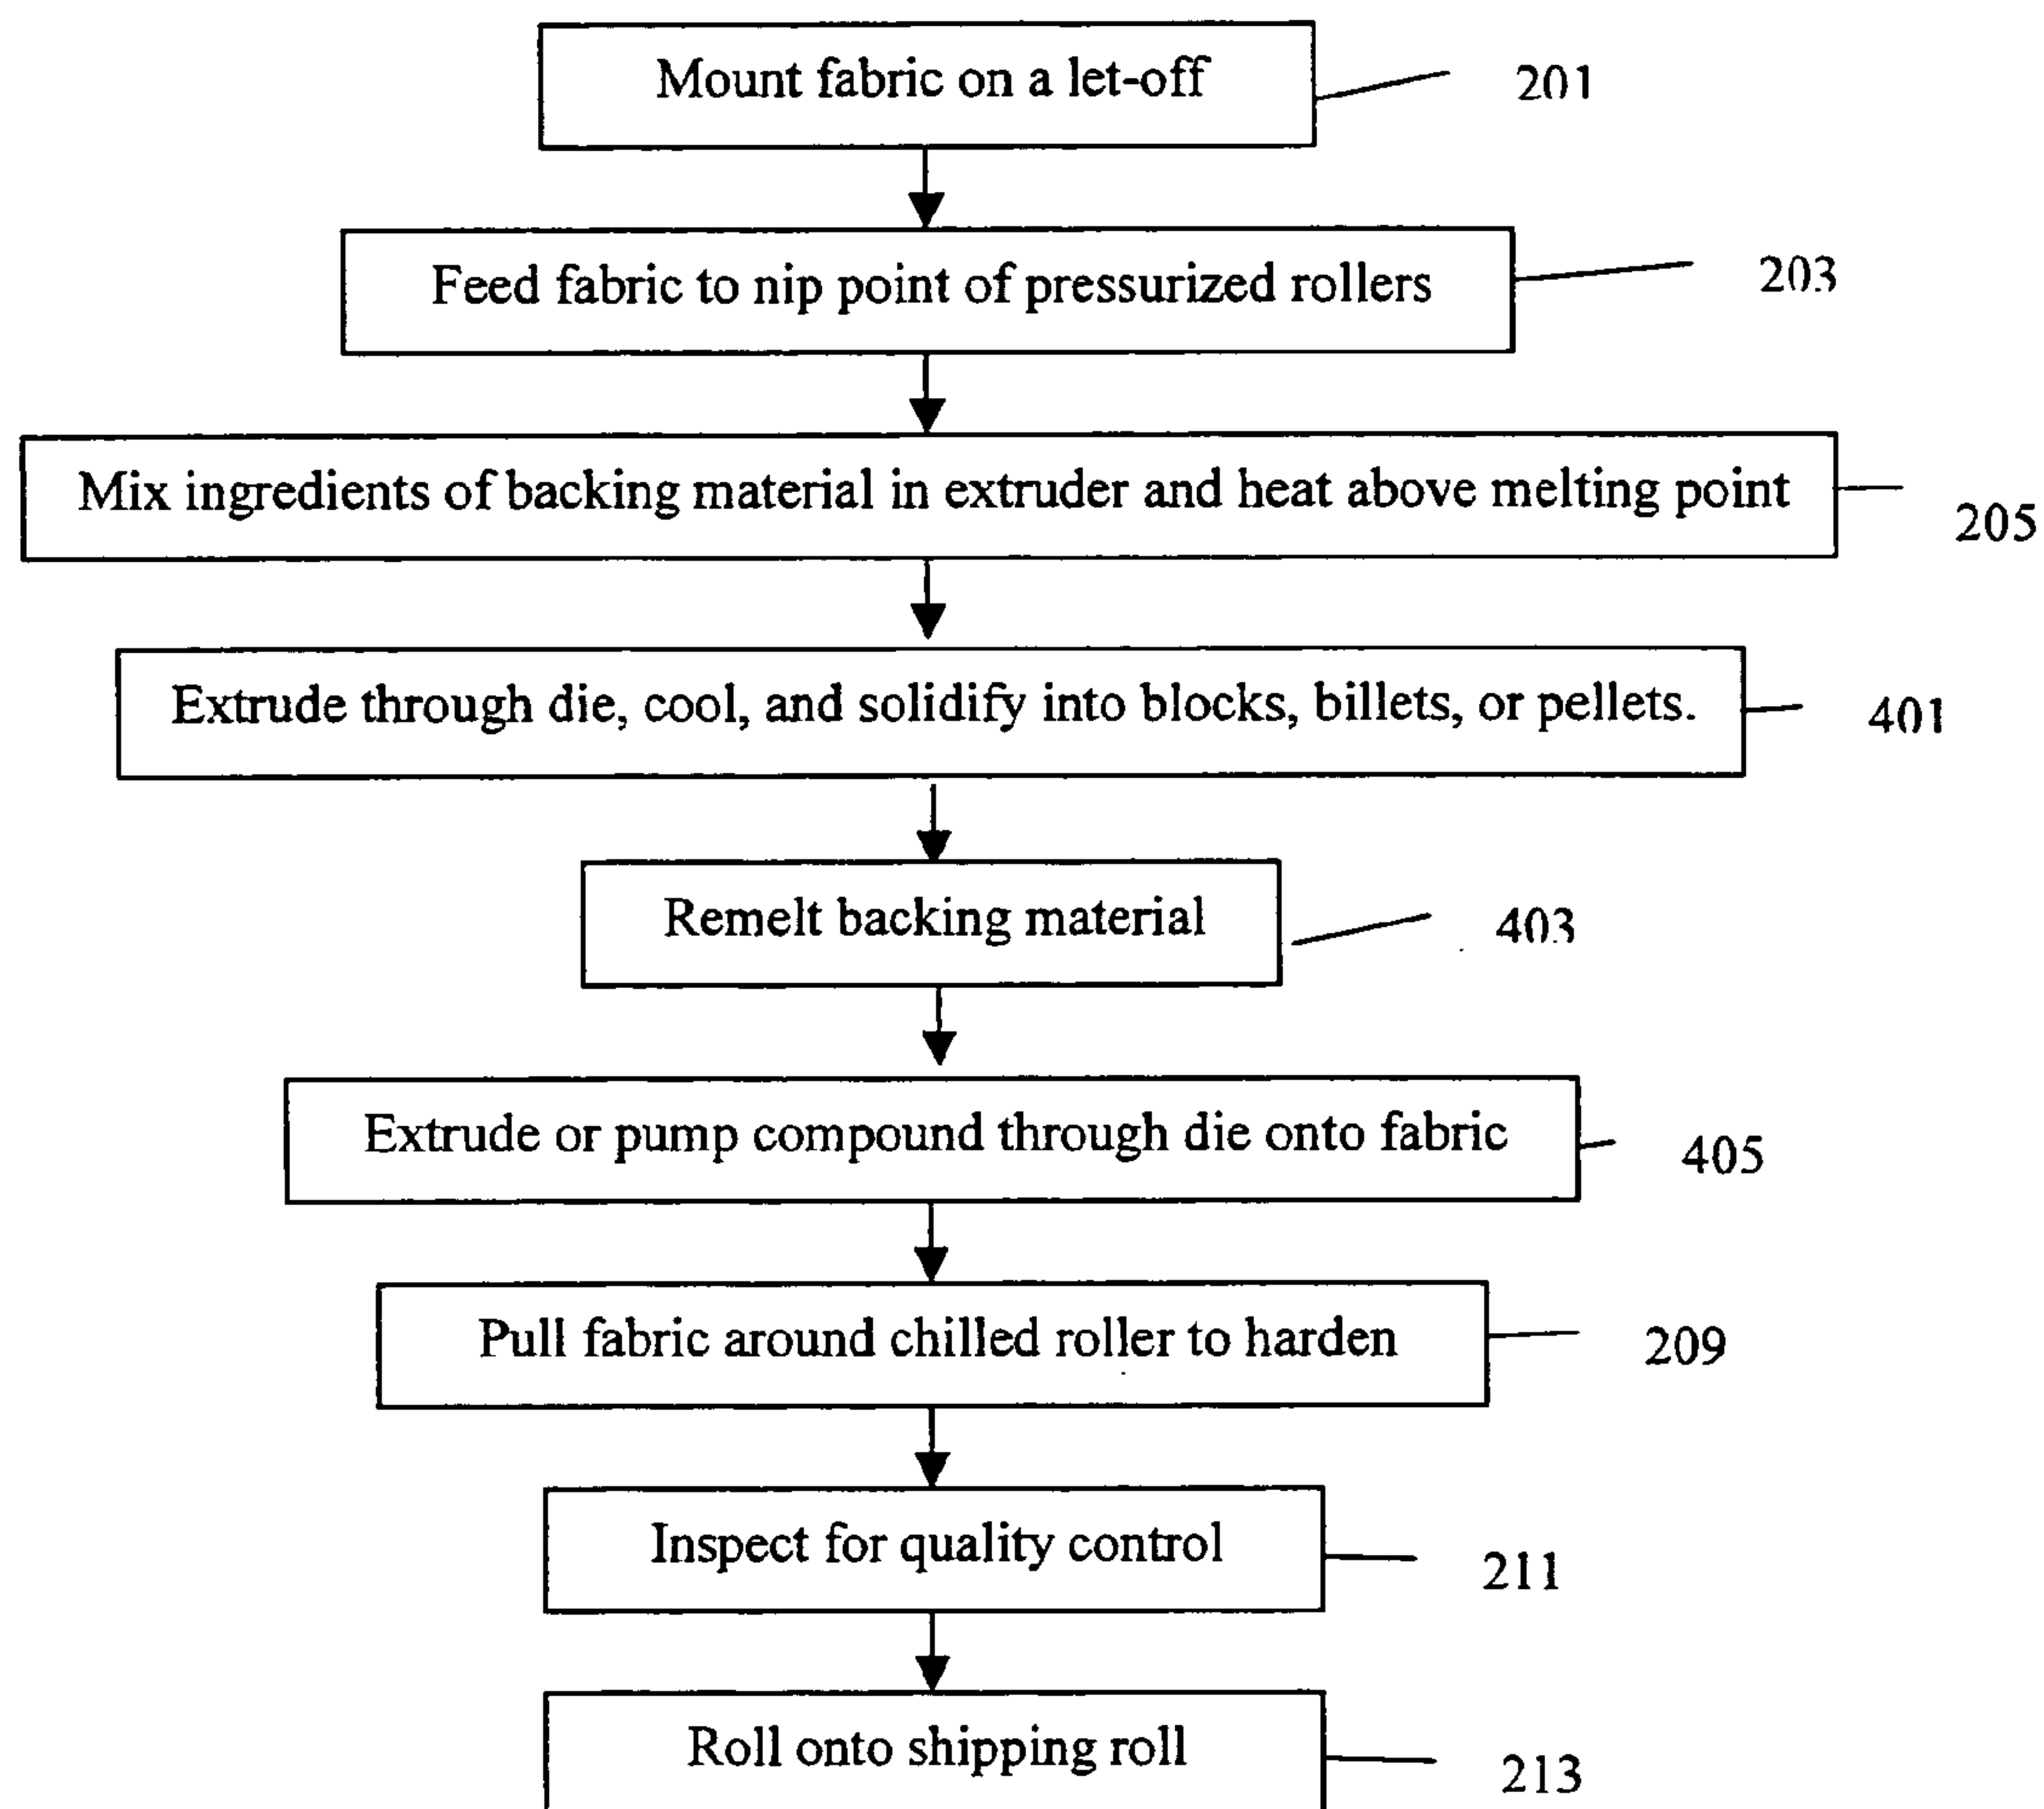 Mount fabric on a let-off
201
Feed fabric to nip point of pressurized rollers
203
Mix ingredients of backing material in extruder and heat above melting point
205
Extrude through die, cool, and solidify into blocks, billets, or pellets.
401
Remelt backing material
403
Extrude or pump compound through die onto fabric
405
Pull fabric around chilled roller to harden
209
Inspect for quality control
211
Roll onto shipping roll
213